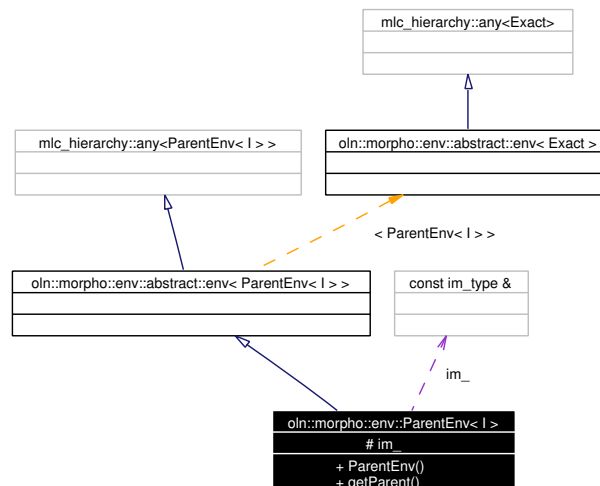 mlc_hierarchy::any<Exact>
mlc_hierarchy::any<ParentEnv< I > >
oln::morpho::env::abstract::env< Exact >
< ParentEnv< I > >
oln::morpho::env::abstract::env< ParentEnv< I > >
const im_type &
im_
oln::morpho::env::ParentEnv< I >
# im_
+ ParentEnv()
+ getParent()